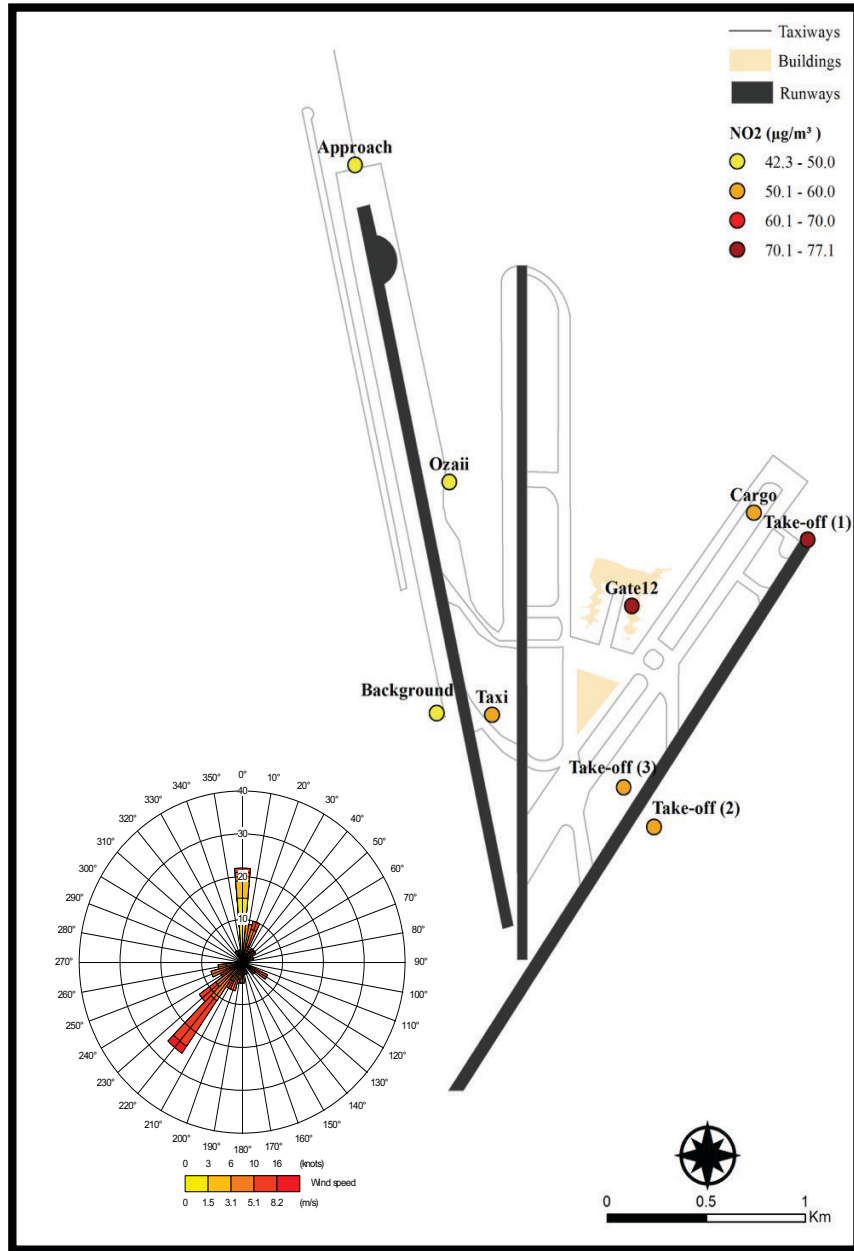 Taxiways
Buildings
Runways
NO2 (µg/m³ )
42.3 - 50.0
50.1 - 60.0
60.1 - 70.0
70.1 - 77.1
Approach
Ozaii
Cargo
Take-off (1)
Gate12
Background
Taxi
Take-off (3)
Take-off (2)
0°
10°
20°
30°
40°
50°
60°
70°
80°
90°
100°
110°
120°
130°
140°
150°
160°
170°
180°
190°
200°
210°
220°
230°
240°
250°
260°
270°
280°
290°
300°
310°
320°
330°
340°
350°
40
30
20
10
0 3 6 10 16 (knots)
Wind speed
0 1.5 3.1 5.1 8.2 (m/s)
0 0.5 1
Km